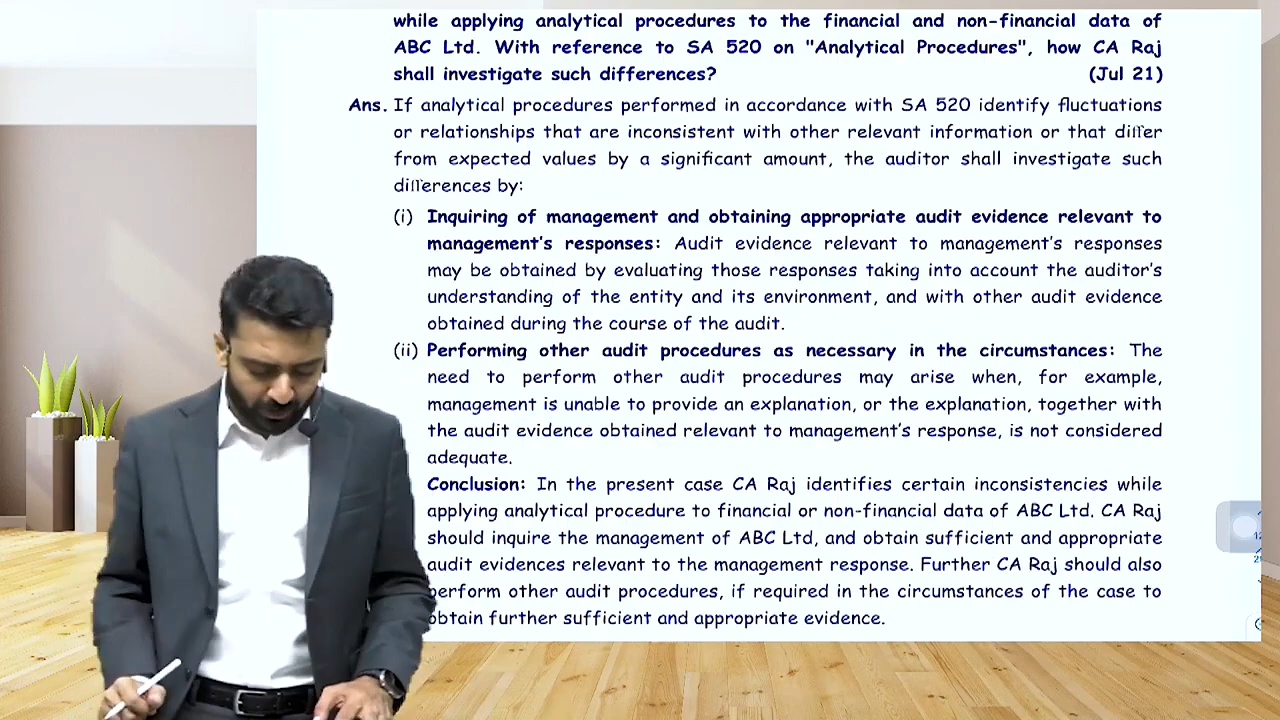 while applying analytical procedures to the financial and non-financial data of
ABC Ltd. With reference to SA 520 on "Analytical Procedures", how CA Raj
shall investigate such differences? (Jul 21)
Ans. If analytical procedures performed in accordance with SA 520 identify fluctuations
or relationships that are inconsistent with other relevant information or that differ
from expected values by a significant amount, the auditor shall investigate such
differences by:
(i) Inquiring of management and obtaining appropriate audit evidence relevant to
management's responses: Audit evidence relevant to management's responses
may be obtained by evaluating those responses taking into account the auditor's
understanding of the entity and its environment, and with other audit evidence
obtained during the course of the audit.
(ii) Performing other audit procedures as necessary in the circumstances: The
need to perform other audit procedures may arise when, for example,
management is unable to provide an explanation, or the explanation, together with
the audit evidence obtained relevant to management's response, is not considered
adequate.
Conclusion: In the present case CA Raj identifies certain inconsistencies while
applying analytical procedure to financial or non-financial data of ABC Ltd. CA Raj
should inquire the management of ABC Ltd, and obtain sufficient and appropriate
audit evidences relevant to the management response. Further CA Raj should also
perform other audit procedures, if required in the circumstances of the case to
obtain further sufficient and appropriate evidence.